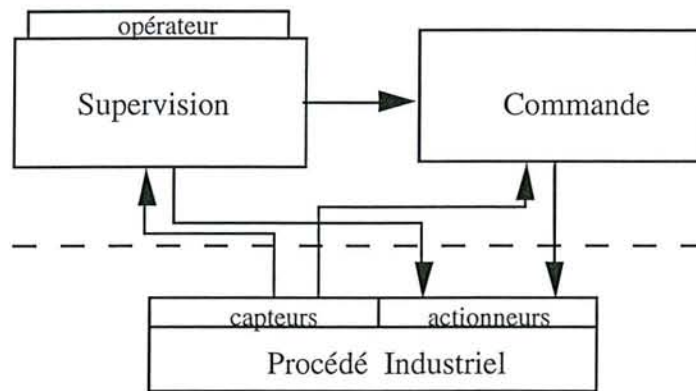 opérateur
Supervision
Commande
capteurs
actionneurs
Procédé Industriel